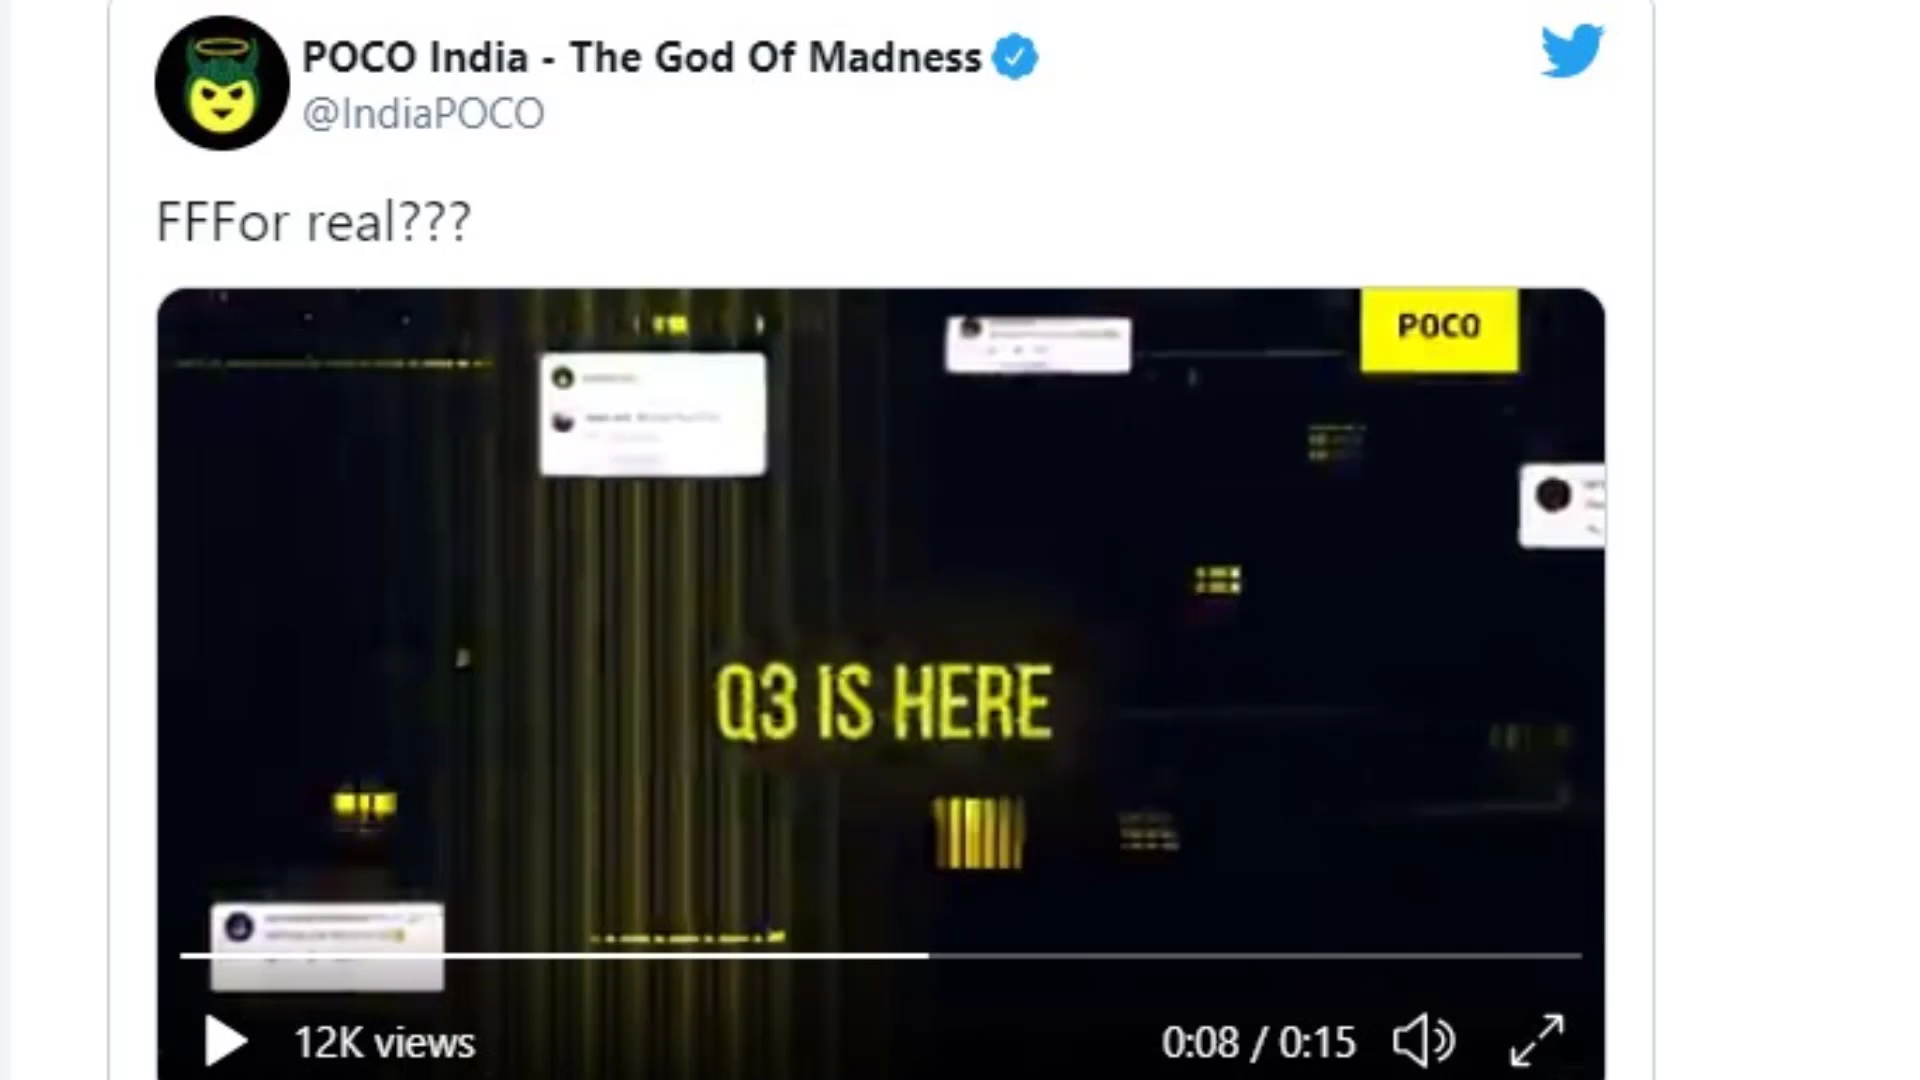 POCO India - The God Of Madness
@IndiaPOCO
FFFor real???
POCO
Q3 IS HERE
12K views
0:08 / 0:15